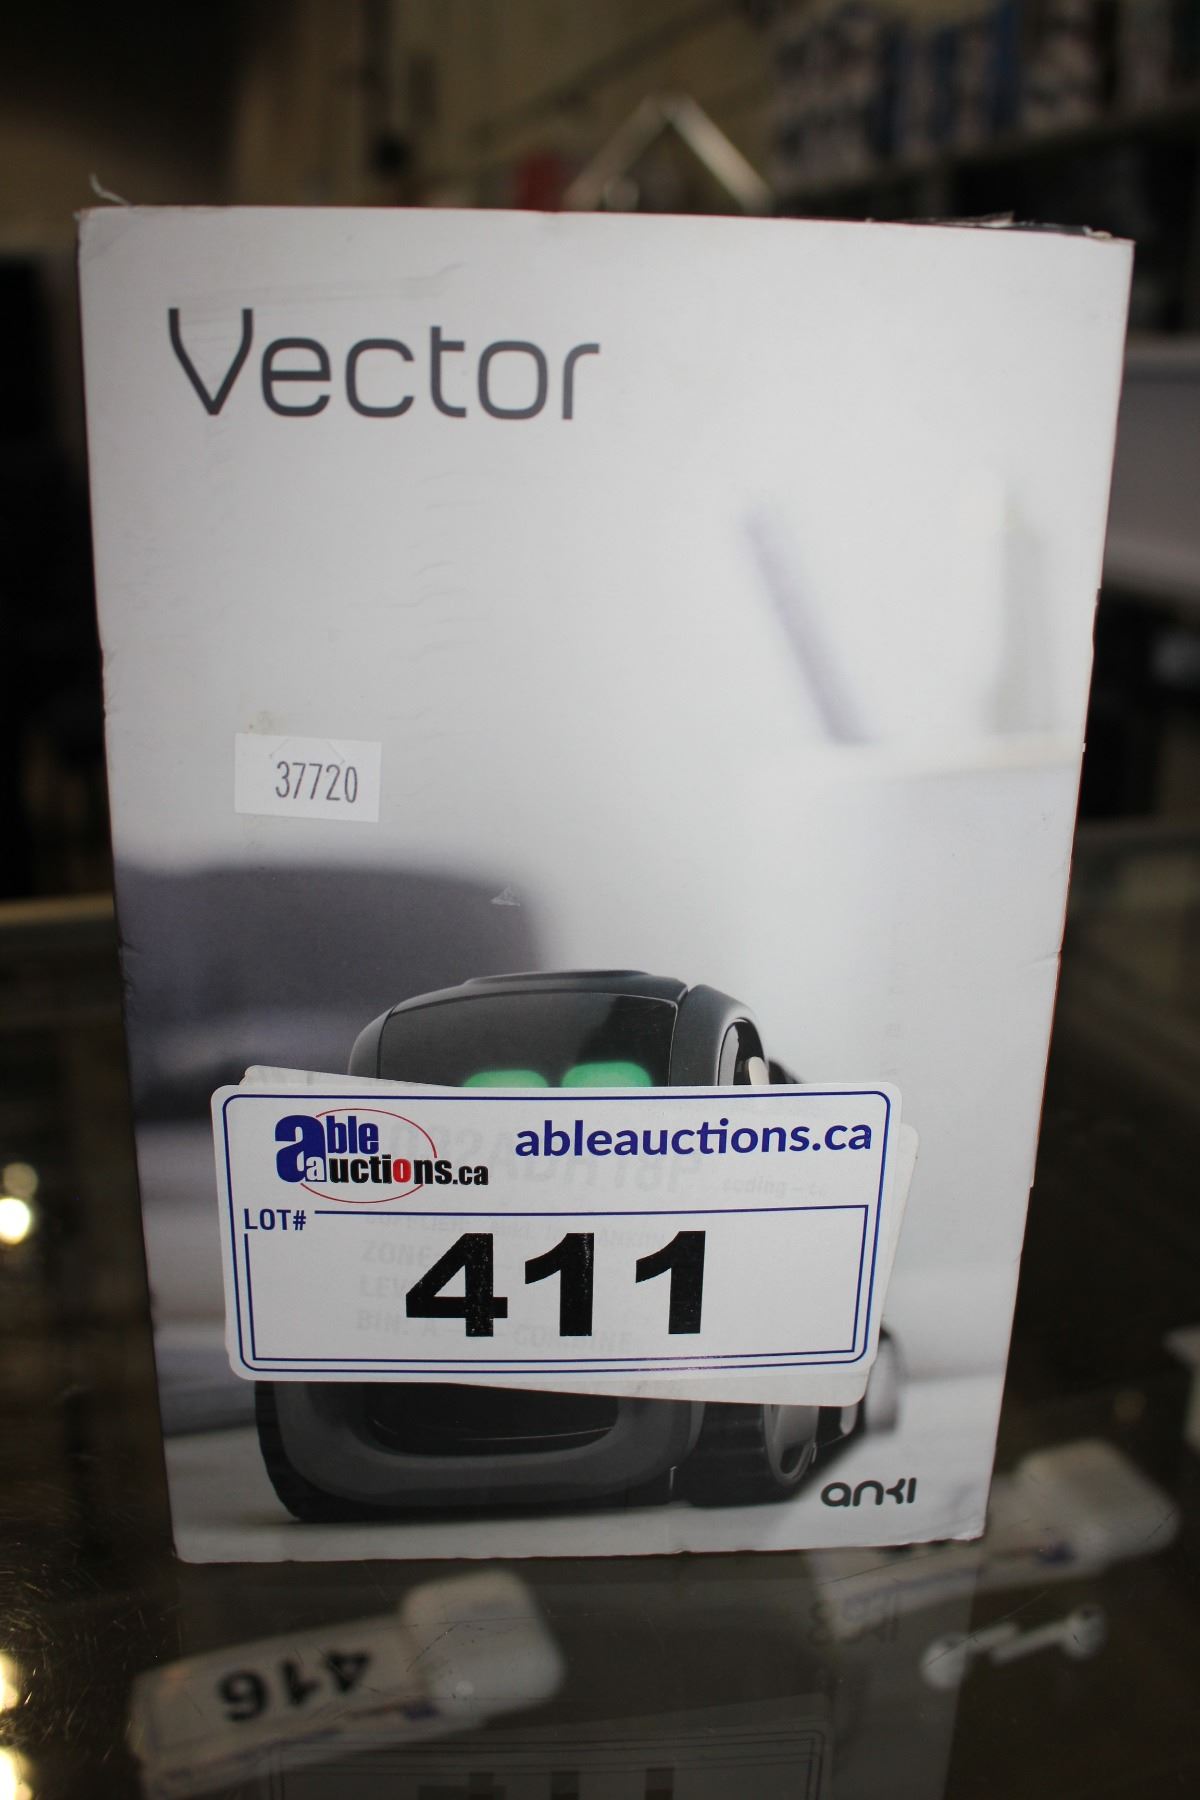 Vector
37720
able auctions.ca
ableauctions.ca
LOT#
411
anki
416